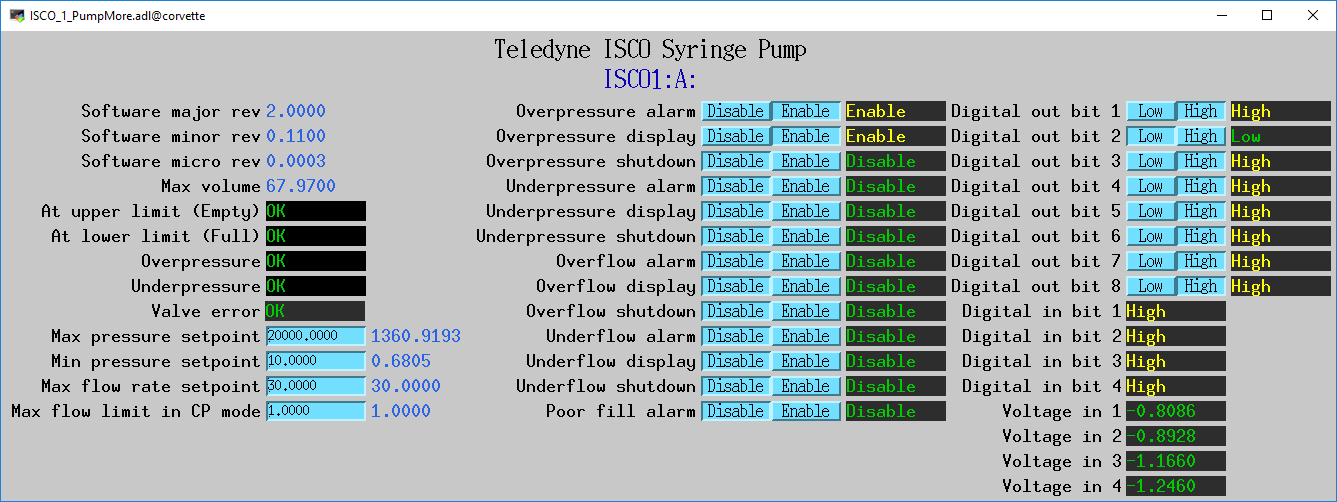 ISCO_1_PumpMore.adl@corvette
Teledyne ISCO Syringe Pump
ISCO1:A:
Software major rev 2.0000
Software minor rev 0.1100
Software micro rev 0.0003
Max volume 67.9700
At upper limit (Empty) OK
At lower limit (Full) OK
Overpressure OK
Underpressure OK
Valve error OK
Max pressure setpoint 20000.0000 1360.9193
Min pressure setpoint 10.0000 0.6805
Max flow rate setpoint 30.0000 30.0000
Max flow limit in CP mode 1.0000 1.0000
Overpressure alarm Disable Enable Enable
Overpressure display Disable Enable Enable
Overpressure shutdown Disable Enable Disable
Underpressure alarm Disable Enable Disable
Underpressure display Disable Enable Disable
Underpressure shutdown Disable Enable Disable
Overflow alarm Disable Enable Disable
Overflow display Disable Enable Disable
Overflow shutdown Disable Enable Disable
Underflow alarm Disable Enable Disable
Underflow display Disable Enable Disable
Underflow shutdown Disable Enable Disable
Poor fill alarm Disable Enable Disable
Digital out bit 1 Low High High
Digital out bit 2 Low High Low
Digital out bit 3 Low High High
Digital out bit 4 Low High High
Digital out bit 5 Low High High
Digital out bit 6 Low High High
Digital out bit 7 Low High High
Digital out bit 8 Low High High
Digital in bit 1 High
Digital in bit 2 High
Digital in bit 3 High
Digital in bit 4 High
Voltage in 1 -0.8086
Voltage in 2 -0.8928
Voltage in 3 -1.1660
Voltage in 4 -1.2460